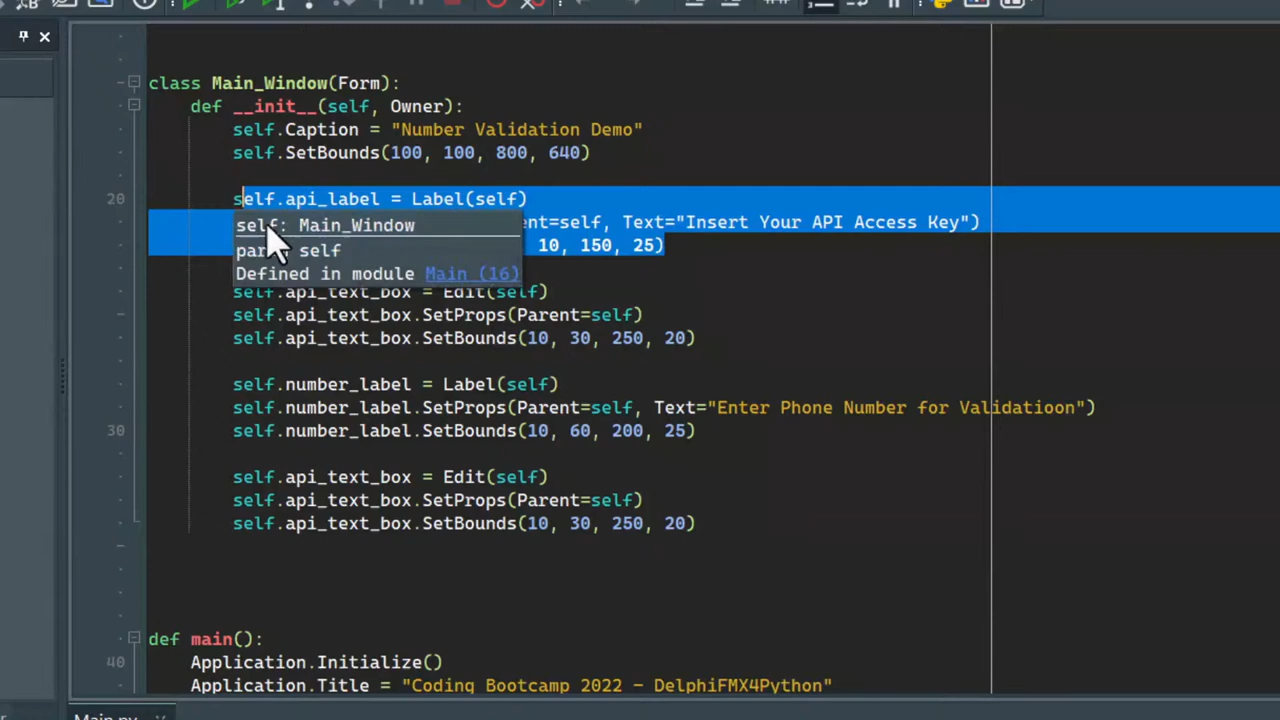 class Main_Window(Form):
def __init__(self, Owner):
self.Caption = "Number Validation Demo"
self.SetBounds(100, 100, 800, 640)
20 self.api_label = Label(self)
self: Main_Window
=self, Text="Insert Your API Access Key")
10, 150, 25)
self
Defined in module Main (16)
self.api_text_box = Edit(self)
self.api_text_box.SetProps(Parent=self)
self.api_text_box.SetBounds(10, 30, 250, 20)
self.number_label = Label(self)
self.number_label.SetProps(Parent=self, Text="Enter Phone Number for Validatioon")
30 self.number_label.SetBounds(10, 60, 200, 25)
self.api_text_box = Edit(self)
self.api_text_box.SetProps(Parent=self)
self.api_text_box.SetBounds(10, 30, 250, 20)
def main():
40 Application.Initialize()
Application.Title = "Coding Bootcamp 2022 - DelphiFMX4Python"
Main.py